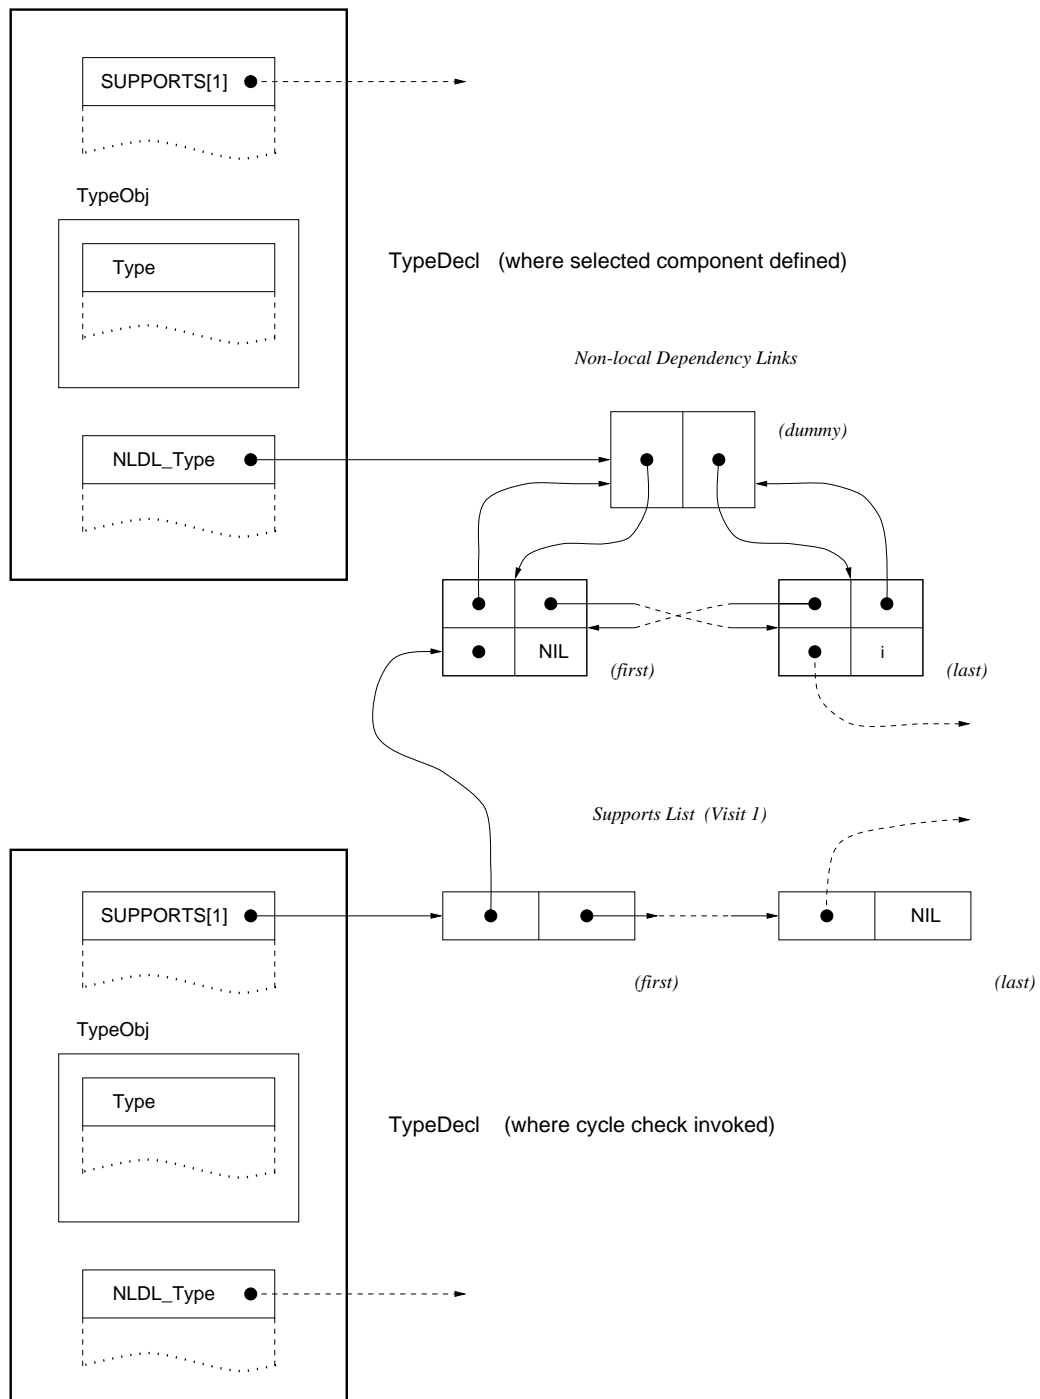 SUPPORTS[1]
TypeObj
Type
TypeDecl (where selected component defined)
Non-local Dependency Links
(dummy)
NLDL_Type
NIL
i
(first)
(last)
Supports List (Visit 1)
SUPPORTS[1]
NIL
(first)
(last)
TypeObj
Type
TypeDecl (where cycle check invoked)
NLDL_Type